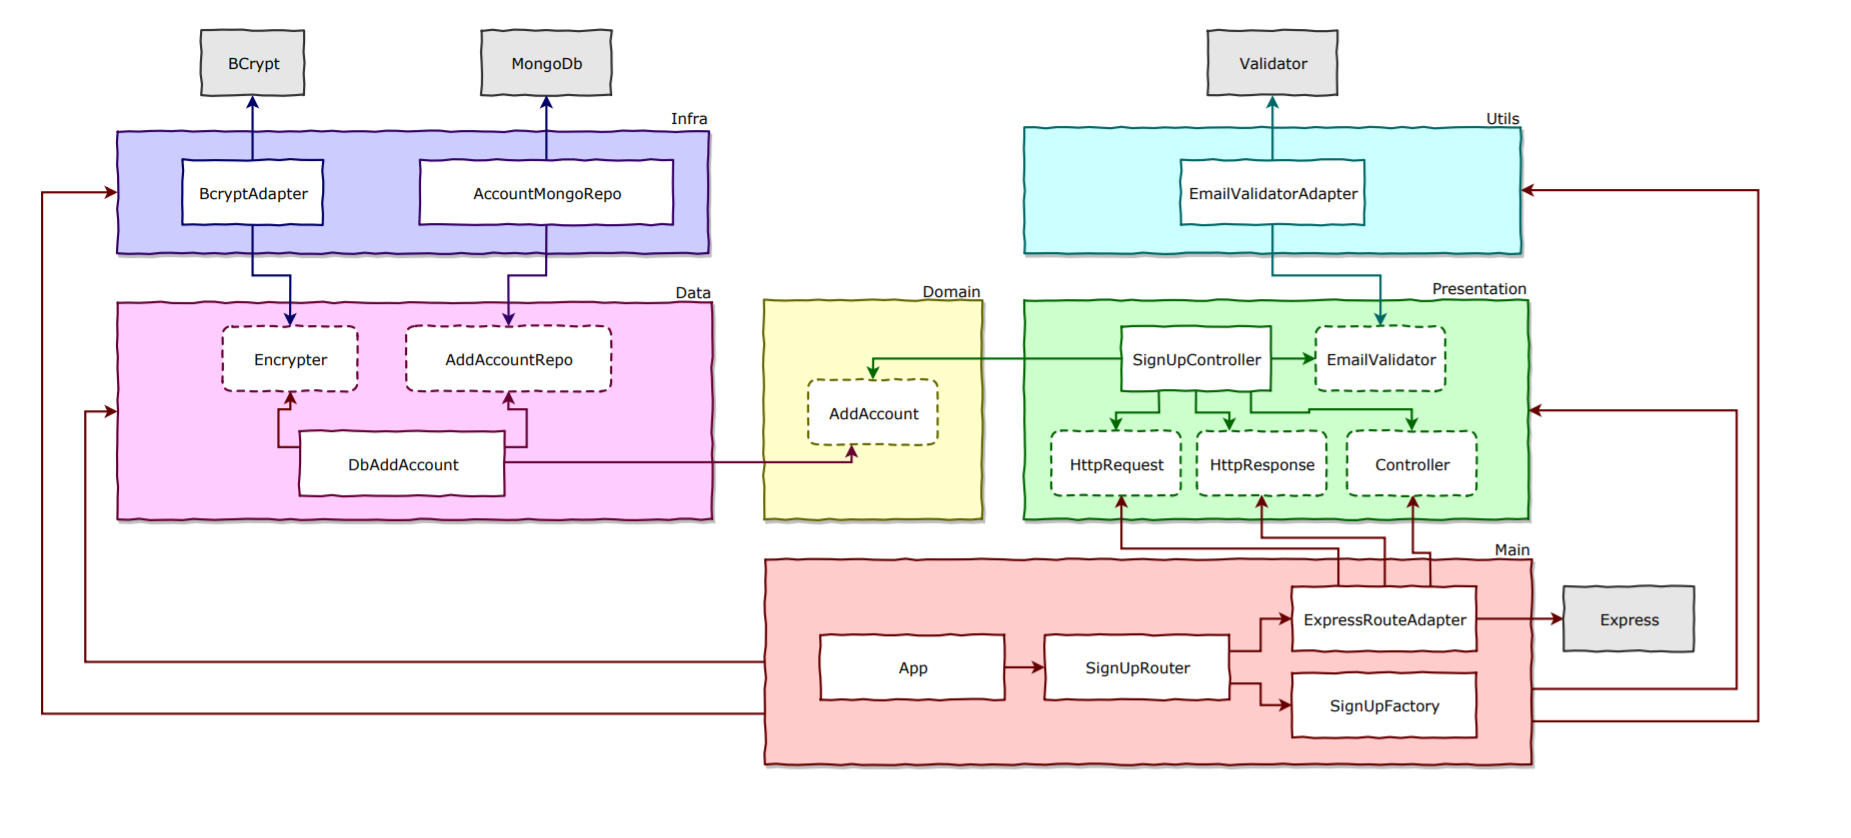 BCrypt
MongoDb
Validator
Infra
Utils
BcryptAdapter
AccountMongoRepo
EmailValidatorAdapter
Data
Domain
Presentation
Encrypter
AddAccountRepo
SignUpController
EmailValidator
AddAccount
DbAddAccount
HttpRequest
HttpResponse
Controller
Main
ExpressRouteAdapter
Express
App
SignUpRouter
SignUpFactory